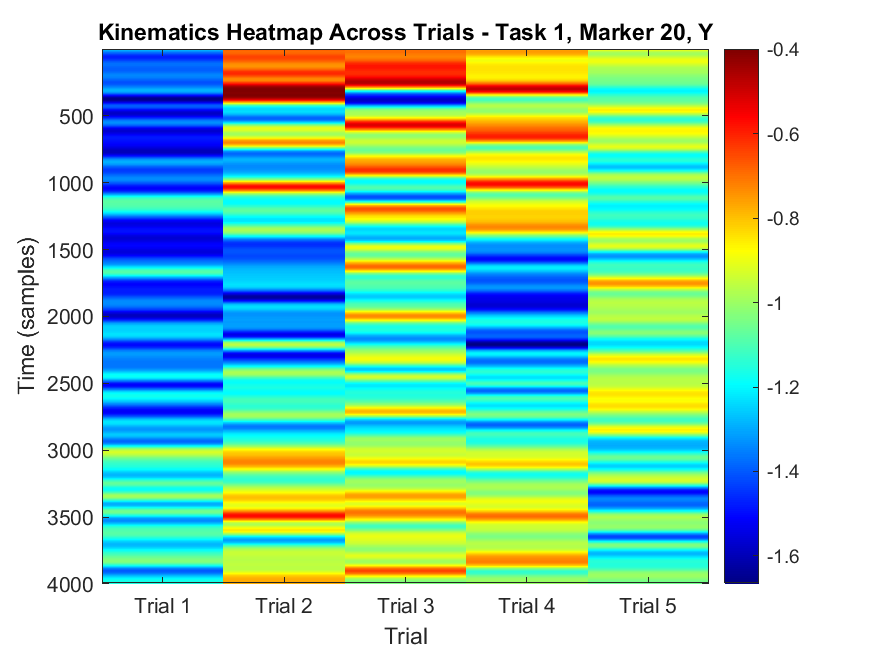 Kinematics Heatmap Across Trials - Task 1, Marker 20, Y
Time (samples)
500
1000
1500
2000
2500
3000
3500
4000
Trial 1
Trial 2
Trial 3
Trial 4
Trial 5
Trial
-0.4
-0.6
-0.8
-1
-1.2
-1.4
-1.6